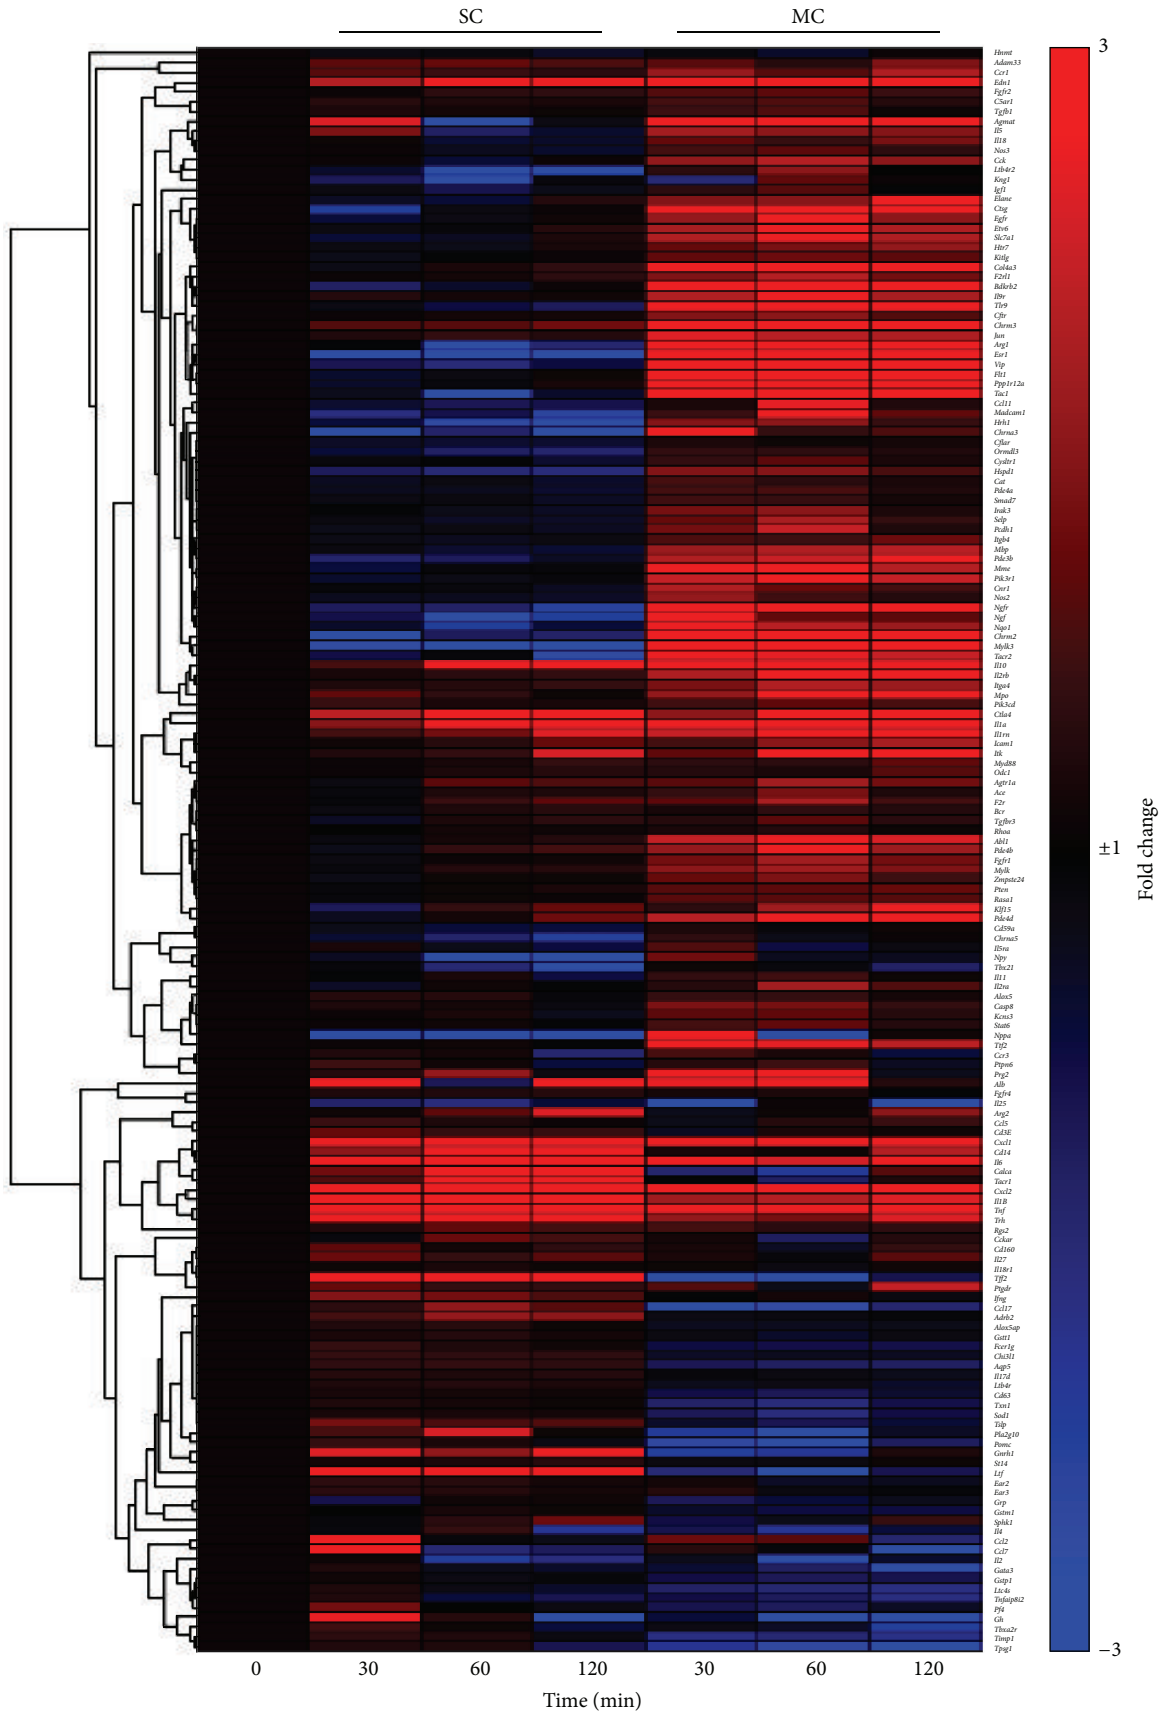 SC
MC
3
Hnmt
Adam33
Ccr1
Edn1
Fgfr2
C5ar1
Tgfb1
Agmat
Il5
Il18
Nos3
Cck
Ltb4r2
Kng1
Igf1
Elane
Ctsg
Egfr
Etv6
Slc7a1
Htr7
Kitlg
Col4a3
F2rl1
Bdkrb2
Il9r
Tlr9
Cftr
Chrm3
Jun
Arg1
Esr1
Vip
Flt1
Ppp1r12a
Tac1
Ccl11
Madcam1
Hrh1
Chrna3
Cflar
Ormdl3
Cysltr1
Hspd1
Cat
Pde4a
Smad7
Irak3
Selp
Pcdh1
Itgb4
Mbp
Pde3b
Mme
Pik3r1
Cnr1
Nos2
Ngfr
Ngf
Nqo1
Chrm2
Mylk3
Tacr2
Il10
Il2rb
Itga4
Mpo
Pik3cd
Ctla4
Il1a
Il1rn
Icam1
Itk
Myd88
Odc1
Agtr1a
Ace
F2r
Bcr
Tgfbr3
Rhoa
Abl1
Pde4b
Fgfr1
Mylk
Zmpste24
Pten
Rasa1
Klf15
Pde4d
Cd59a
Chrna5
Il5ra
Npy
Tbx21
Il11
Il2ra
Alox5
Casp8
Kcns3
Stat6
Nppa
Ttf2
Ccr3
Ptpn6
Prg2
Alb
Fgfr4
Il25
Arg2
Ccl5
Cd3E
Cxcl1
Cd14
Il6
Calca
Tacr1
Cxcl2
Il1B
Tnf
Trh
Rgs2
Cckar
Cd160
Il27
Il18r1
Tff2
Ptgdr
Ifng
Ccl17
Adrb2
Alox5ap
Gstt1
Fcer1g
Chi3l1
Aqp5
Il17d
Ltb4r
Cd63
Txn1
Sod1
Tslp
Pla2g10
Pomc
Gnrh1
St14
Ltf
Ear2
Ear3
Grp
Gstm1
Sphk1
Il4
Ccl2
Ccl7
Il2
Gata3
Gstp1
Ltc4s
Tnfaip8l2
Pf4
Gh
Tbxa2r
Timp1
Tpsg1
±1
Fold change
−3
0
30
60
120
30
60
120
Time (min)